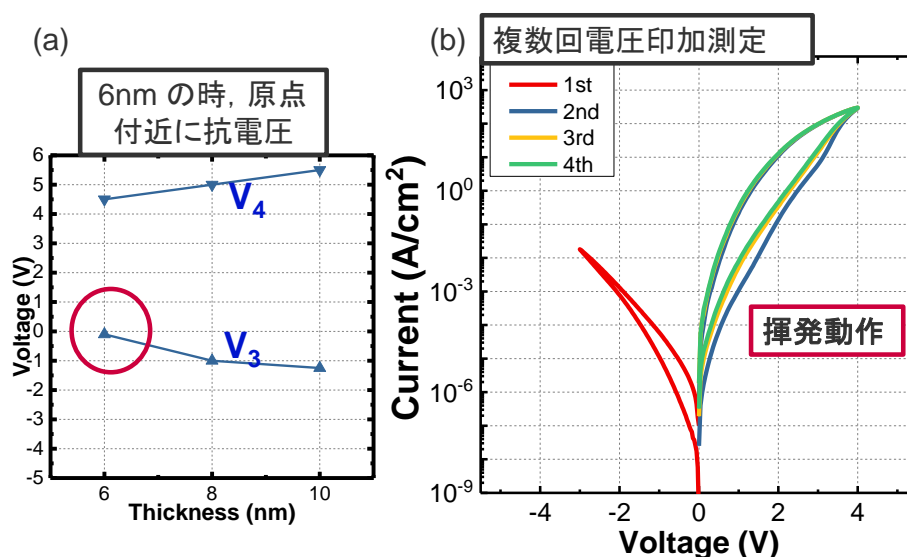 (a)
6nm の時, 原点
付近に抗電圧
6
5
4
3
2
1
0
-1
-2
-3
-4
-5
Voltage (V)
V4
V3
6
8
10
Thickness (nm)
(b)
複数回電圧印加測定
1st
2nd
3rd
4th
10^3
10^0
10^-3
10^-6
10^-9
Current (A/cm^2)
揮発動作
-4
-2
0
2
4
Voltage (V)